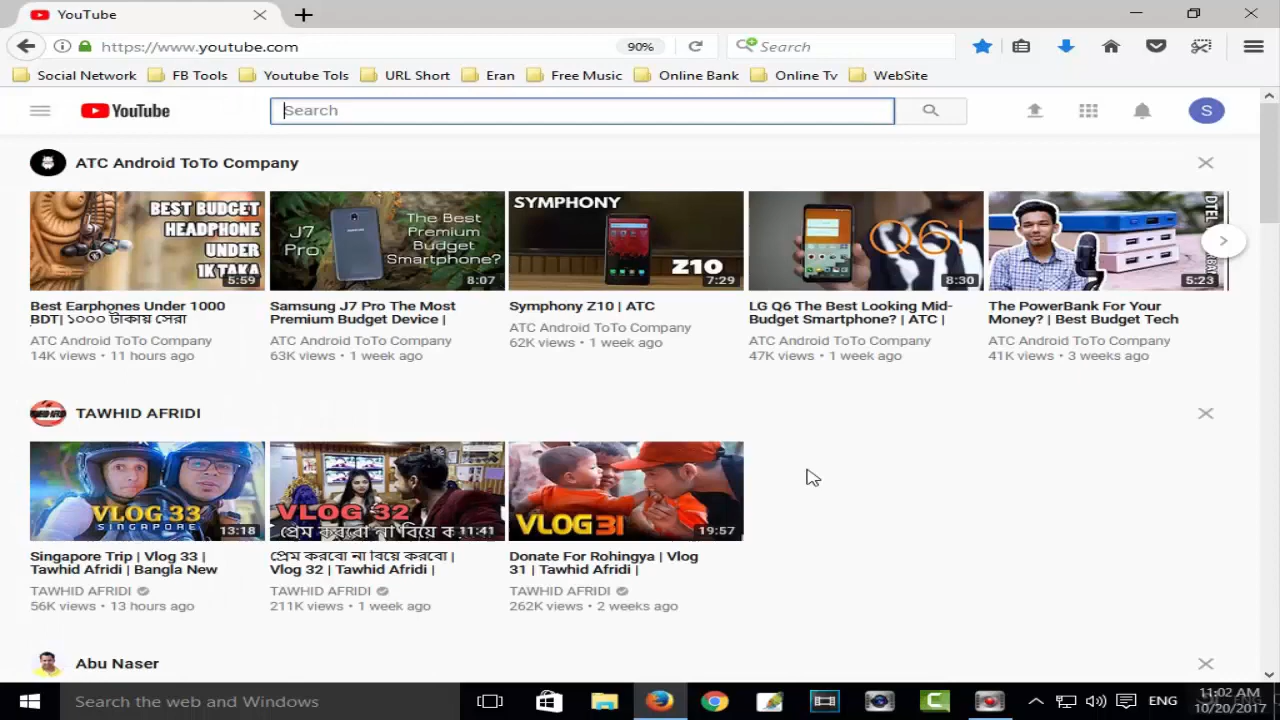 YouTube
https://www.youtube.com
90%
Search
Social Network
FB Tools
Youtube Tols
URL Short
Eran
Free Music
Online Bank
Online Tv
WebSite
YouTube
Search
S
ATC Android ToTo Company
BEST BUDGET
HEADPHONE
UNDER
1K TAKA
5:59
J7
Pro
The Best
Premium
Budget
Smartphone?
8:07
SYMPHONY
Z10
7:29
Q6!
8:30
5:23
Best Earphones Under 1000
BDT| ১০০০ টাকায় সেরা
ATC Android ToTo Company
14K views • 11 hours ago
Samsung J7 Pro The Most
Premium Budget Device |
ATC Android ToTo Company
63K views • 1 week ago
Symphony Z10 | ATC
ATC Android ToTo Company
62K views • 1 week ago
LG Q6 The Best Looking Mid-
Budget Smartphone? | ATC |
ATC Android ToTo Company
47K views • 1 week ago
The PowerBank For Your
Money? | Best Budget Tech
ATC Android ToTo Company
41K views • 3 weeks ago
TAWHID AFRIDI
VLOG 33
SINGAPORE
13:18
VLOG 32
প্রেম করবো না বিয়ে ক
11:41
VLOG 31
19:57
Singapore Trip | Vlog 33 |
Tawhid Afridi | Bangla New
TAWHID AFRIDI
56K views • 13 hours ago
প্রেম করবো না বিয়ে করবো |
Vlog 32 | Tawhid Afridi |
TAWHID AFRIDI
211K views • 1 week ago
Donate For Rohingya | Vlog
31 | Tawhid Afridi |
TAWHID AFRIDI
262K views • 2 weeks ago
Abu Naser
Search the web and Windows
ENG
11:02 AM
10/20/2017